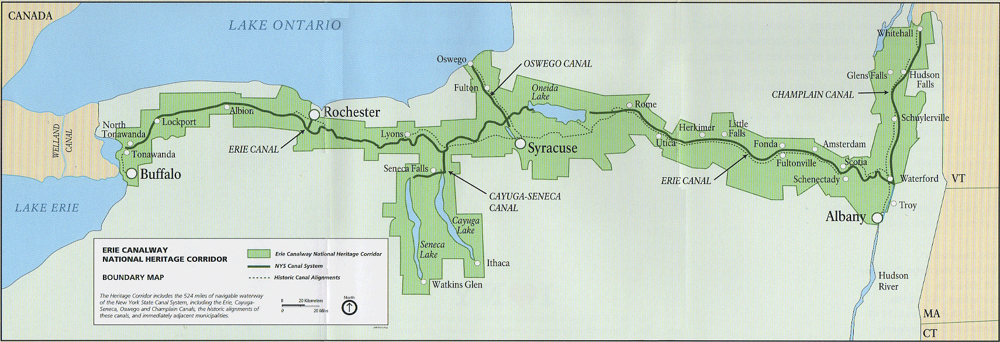 CANADA
LAKE ONTARIO
Whitehall
Oswego
OSWEGO CANAL
Glens Falls
Hudson
Falls
Fulton
Oneida
Lake
CHAMPLAIN CANAL
Rome
Albion
Rochester
Schuylerville
Lockport
North
Tonawanda
Herkimer
Little
Falls
WELLAND
CANAL
Lyons
Utica
Fonda
Amsterdam
ERIE CANAL
Syracuse
Tonawanda
Fultonville
Scotia
Seneca Falls
Buffalo
ERIE CANAL
Schenectady
Waterford
VT
CAYUGA-SENECA
CANAL
LAKE ERIE
Troy
Albany
Cayuga
Lake
Seneca
Lake
Ithaca
Watkins Glen
Hudson
River
MA
CT
ERIE CANALWAY
NATIONAL HERITAGE CORRIDOR
BOUNDARY MAP
Erie Canalway National Heritage Corridor
NYS Canal System
Historic Canal Alignments
The Heritage Corridor includes the 524 miles of navigable waterway
of the New York State Canal System, including the Erie, Cayuga-
Seneca, Oswego and Champlain Canals, the historic alignments of
these canals, and immediately adjacent municipalities.
0 20 Kilometers
0 20 Miles
North